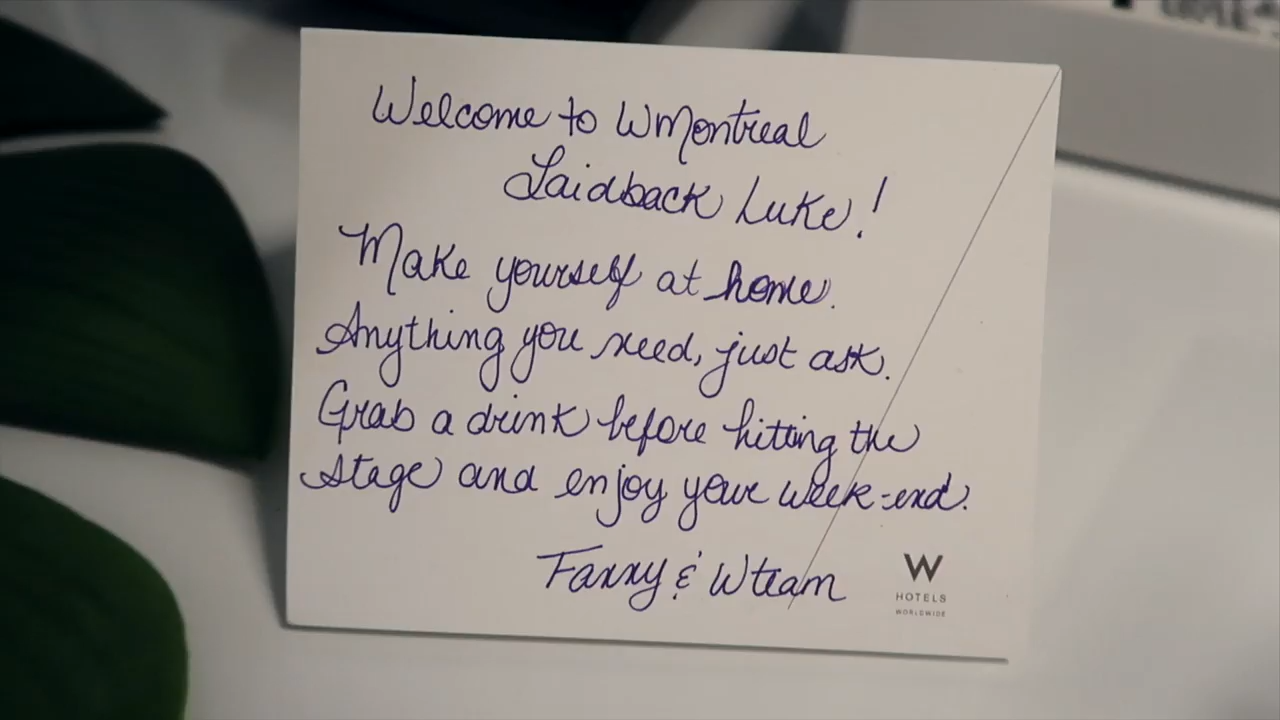 Welcome to W Montreal
Laidback Luke!
Make yourself at home.
Anything you need, just ask.
Grab a drink before hitting the
stage and enjoy your week-end.
Fanny & W team
W
HOTELS
WORLDWIDE